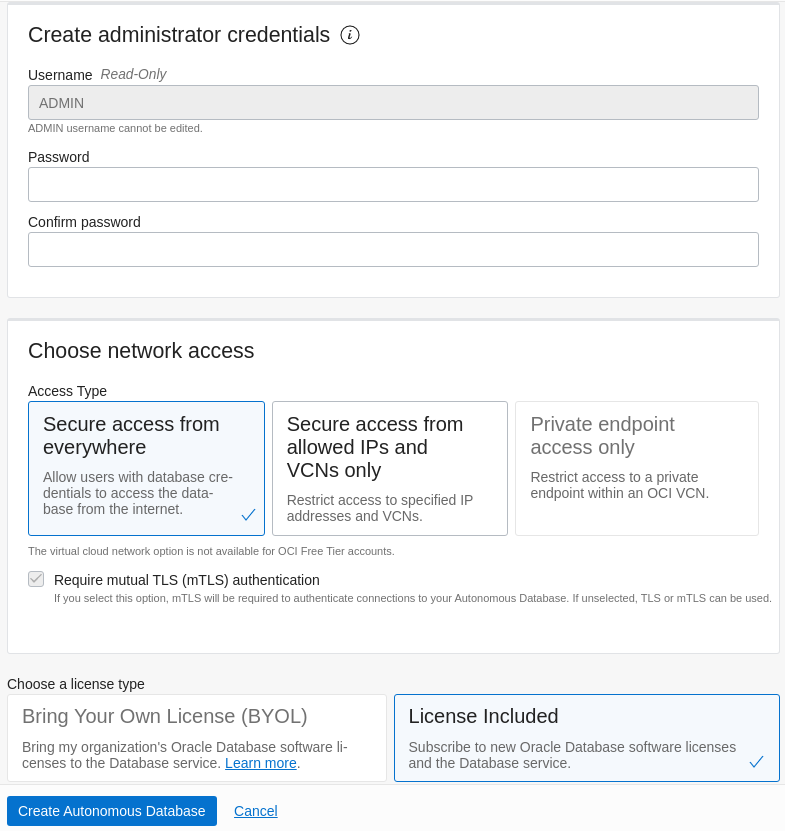 Create administrator credentials i
Username Read-Only
ADMIN
ADMIN username cannot be edited.
Password
Confirm password
Choose network access
Access Type
Secure access from
everywhere
Allow users with database cre-
dentials to access the data-
base from the internet.
Secure access from
allowed IPs and
VCNs only
Restrict access to specified IP
addresses and VCNs.
Private endpoint
access only
Restrict access to a private
endpoint within an OCI VCN.
The virtual cloud network option is not available for OCI Free Tier accounts.
Require mutual TLS (mTLS) authentication
If you select this option, mTLS will be required to authenticate connections to your Autonomous Database. If unselected, TLS or mTLS can be used.
Choose a license type
Bring Your Own License (BYOL)
Bring my organization's Oracle Database software li-
censes to the Database service. Learn more.
License Included
Subscribe to new Oracle Database software licenses
and the Database service.
Create Autonomous Database Cancel